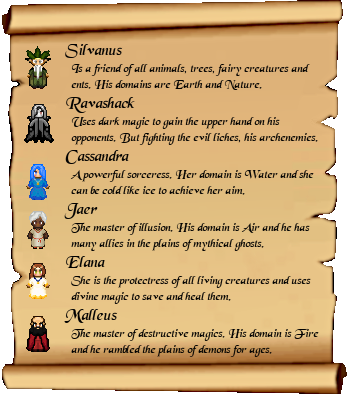 Silvanus
Is a friend of all animals, trees, fairy creatures and
ents. His domains are Earth and Nature.
Ravashack
Uses dark magic to gain the upper hand on his
opponents. But fighting the evil liches, his archenemies.
Cassandra
A powerful sorceress. Her domain is Water and she
can be cold like ice to achieve her aim.
Jaer
The master of illusion. His domain is Air and he has
many allies in the plains of mythical ghosts.
Elana
She is the protectress of all living creatures and uses
divine magic to save and heal them.
Malleus
The master of destructive magics. His domain is Fire
and he rambled the plains of demons for ages.